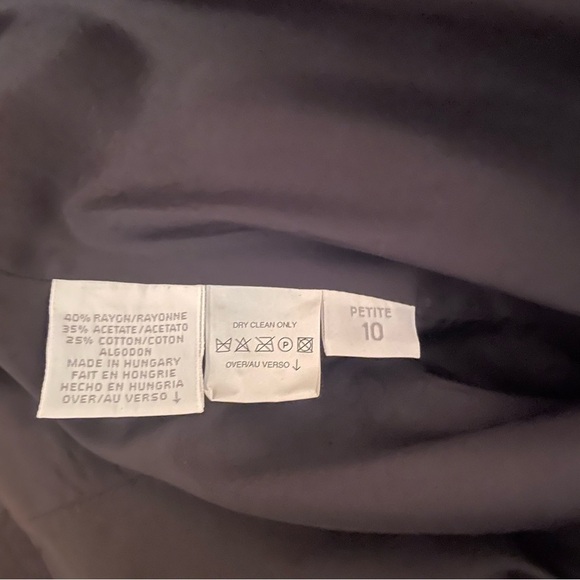 40% RAYON/RAYONNE
35% ACETATE/ACETATO
25% COTTON/COTON
ALGODON
MADE IN HUNGARY
FAIT EN HONGRIE
HECHO EN HUNGRIA
OVER/AU VERSO ↓
DRY CLEAN ONLY
P
OVER/AU VERSO ↓
PETITE
10